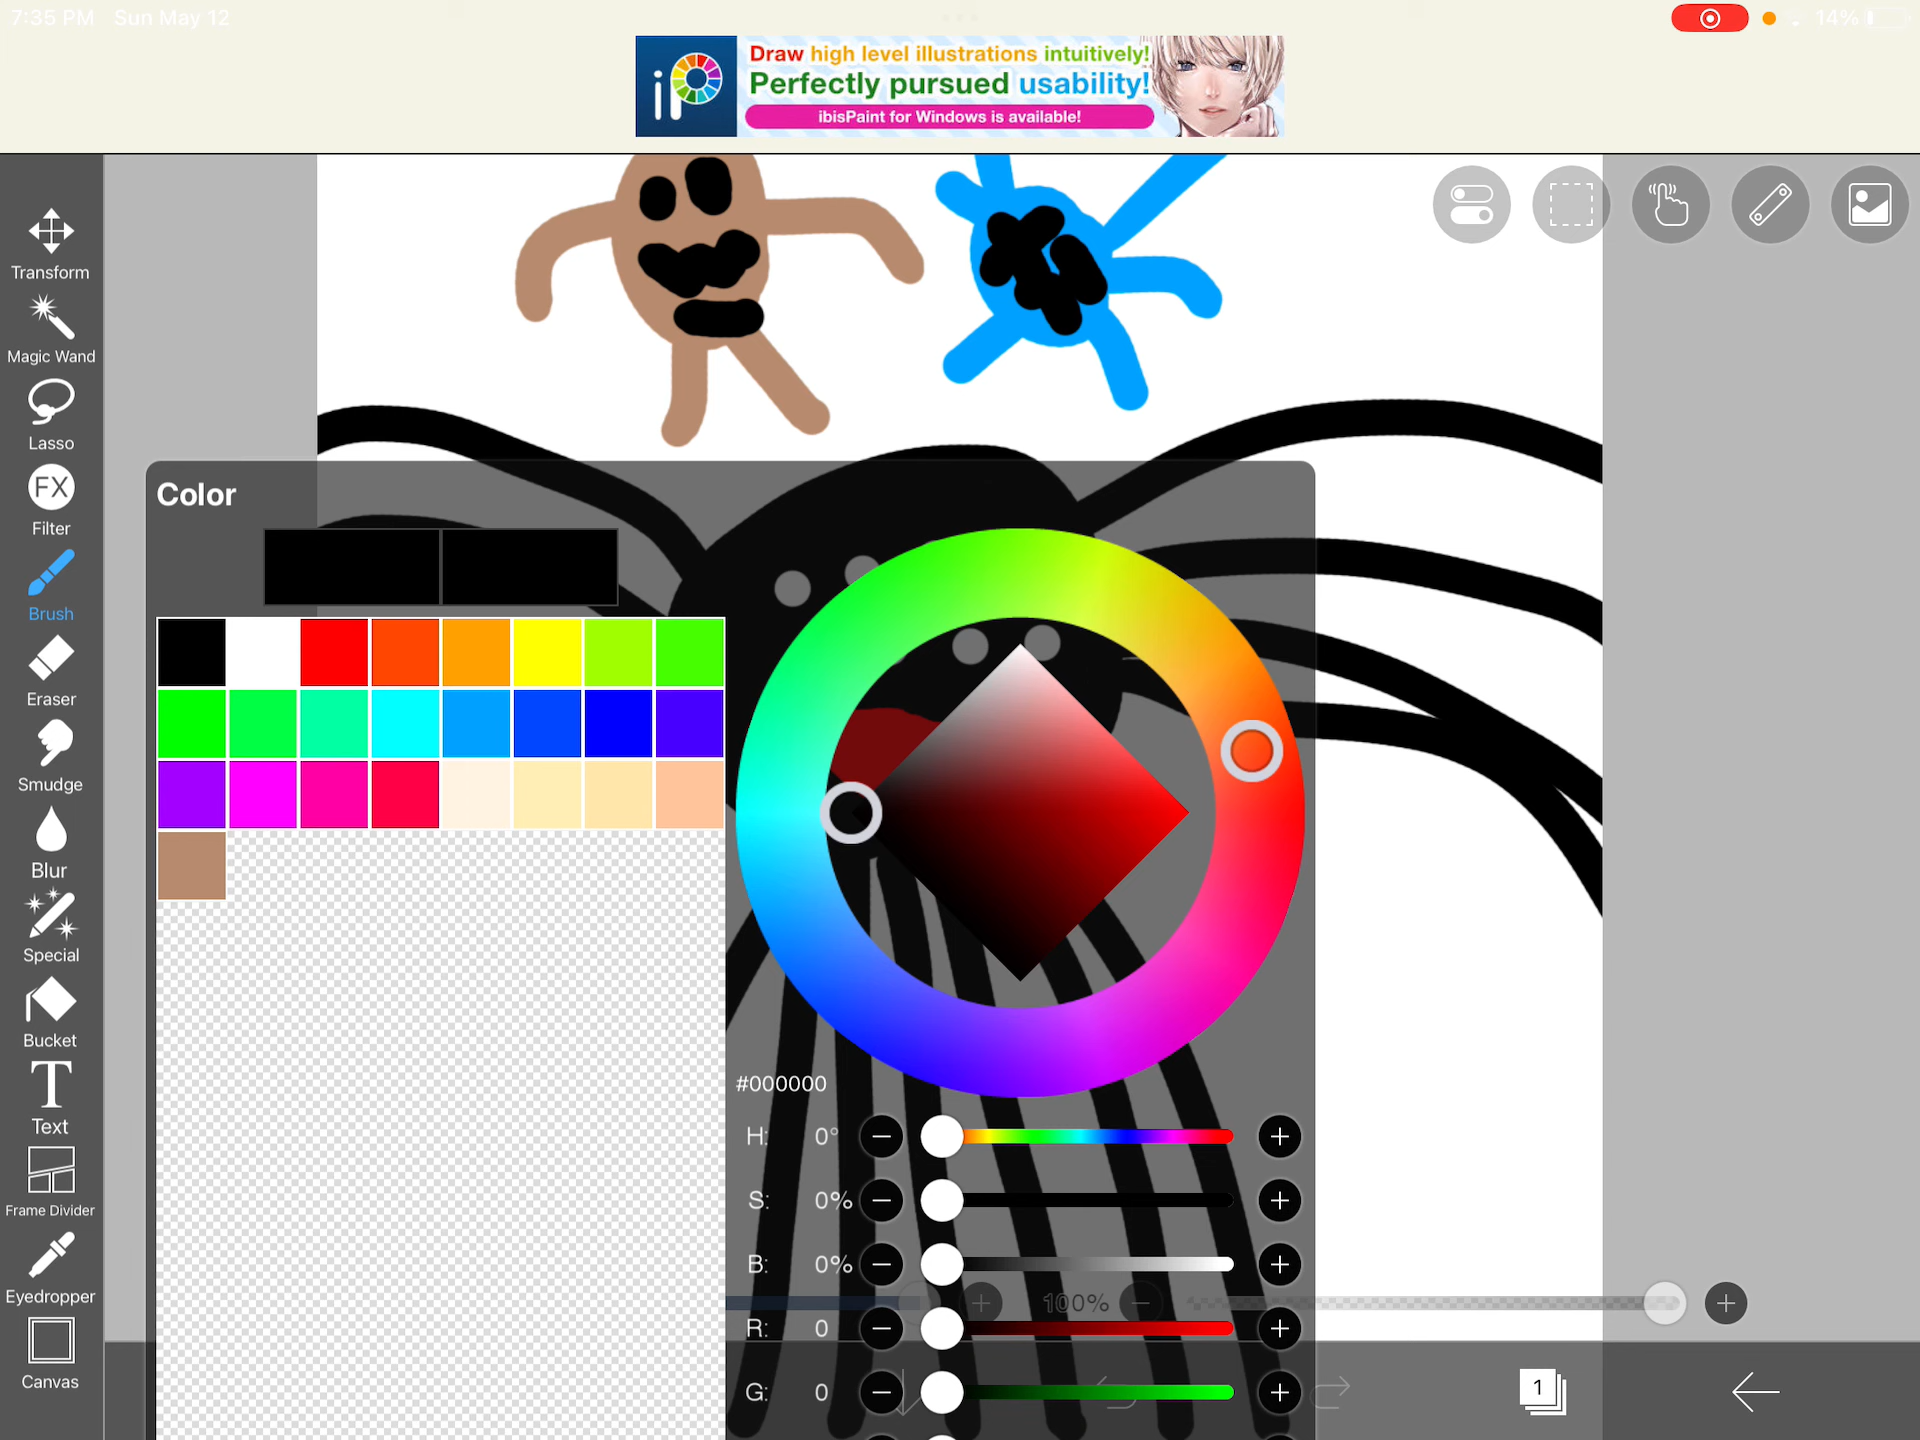 7:35 PM Sun May 12
14%
iP
Draw high level illustrations intuitively!
Perfectly pursued usability!
ibisPaint for Windows is available!
Transform
Magic Wand
Lasso
FX
Filter
Brush
Eraser
Smudge
Blur
Special
Bucket
T
Text
Frame Divider
Eyedropper
Canvas
Color
#000000
H: 0°
S: 0%
B: 0%
100%
R: 0
G: 0
1